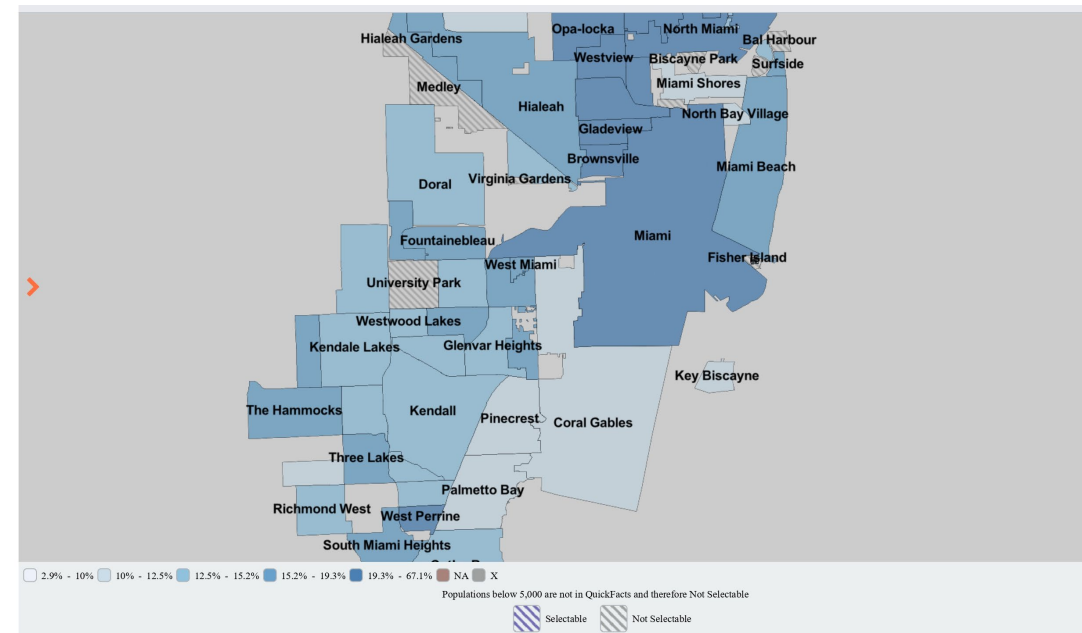 Opa-locka
North Miami
Hialeah Gardens
Bal Harbour
Westview
Biscayne Park
Surfside
Medley
Miami Shores
Hialeah
North Bay Village
Gladeview
Brownsville
Miami Beach
Virginia Gardens
Doral
Miami
Fountainebleau
Fisher Island
West Miami
University Park
Westwood Lakes
Glenvar Heights
Kendale Lakes
Key Biscayne
The Hammocks
Kendall
Pinecrest
Coral Gables
Three Lakes
Palmetto Bay
Richmond West
West Perrine
South Miami Heights
2.9% - 10% 10% - 12.5% 12.5% - 15.2% 15.2% - 19.3% 19.3% - 67.1% NA X
Populations below 5,000 are not in QuickFacts and therefore Not Selectable
Selectable Not Selectable